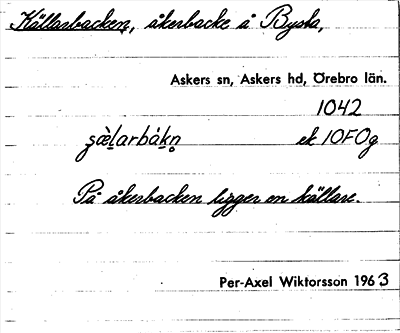 Källarbacken, åkerbacke å Bysta,
Askers sn, Askers hd, Örebro län.
1042
ek 10F0g
På åkerbacken ligger en källare.
Per-Axel Wiktorsson 1963